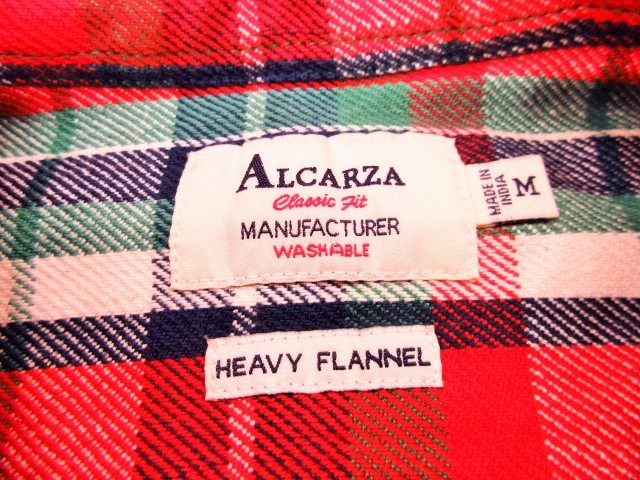 ALCARZA
Classic Fit
MANUFACTURER
WASHABLE
MADE IN
INDIA
M
HEAVY FLANNEL